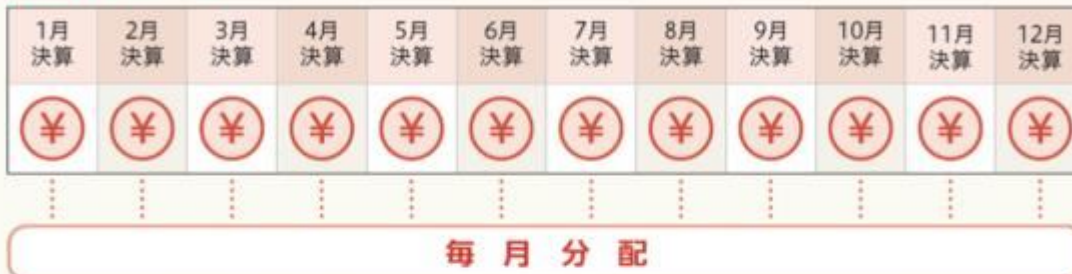 1月 2月 3月 4月 5月 6月 7月 8月 9月 10月 11月 12月
決算 決算 決算 決算 決算 決算 決算 決算 決算 決算 決算 決算
¥ ¥ ¥ ¥ ¥ ¥ ¥ ¥ ¥ ¥ ¥ ¥
毎月分配